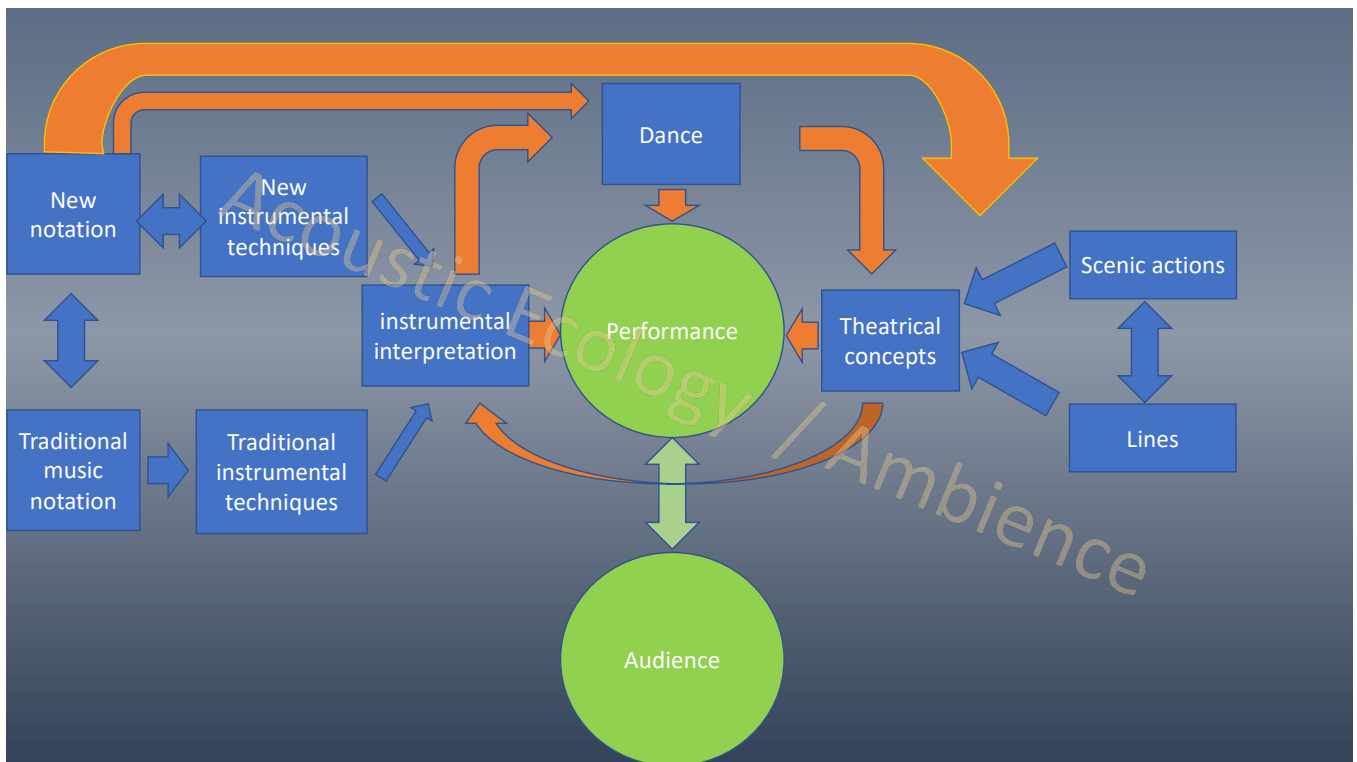 Dance
New
notation
New
instrumental
techniques
Scenic actions
instrumental
interpretation
Performance
Theatrical
concepts
Traditional
music
notation
Traditional
instrumental
techniques
Lines
Audience
Acoustic Ecology / Ambience